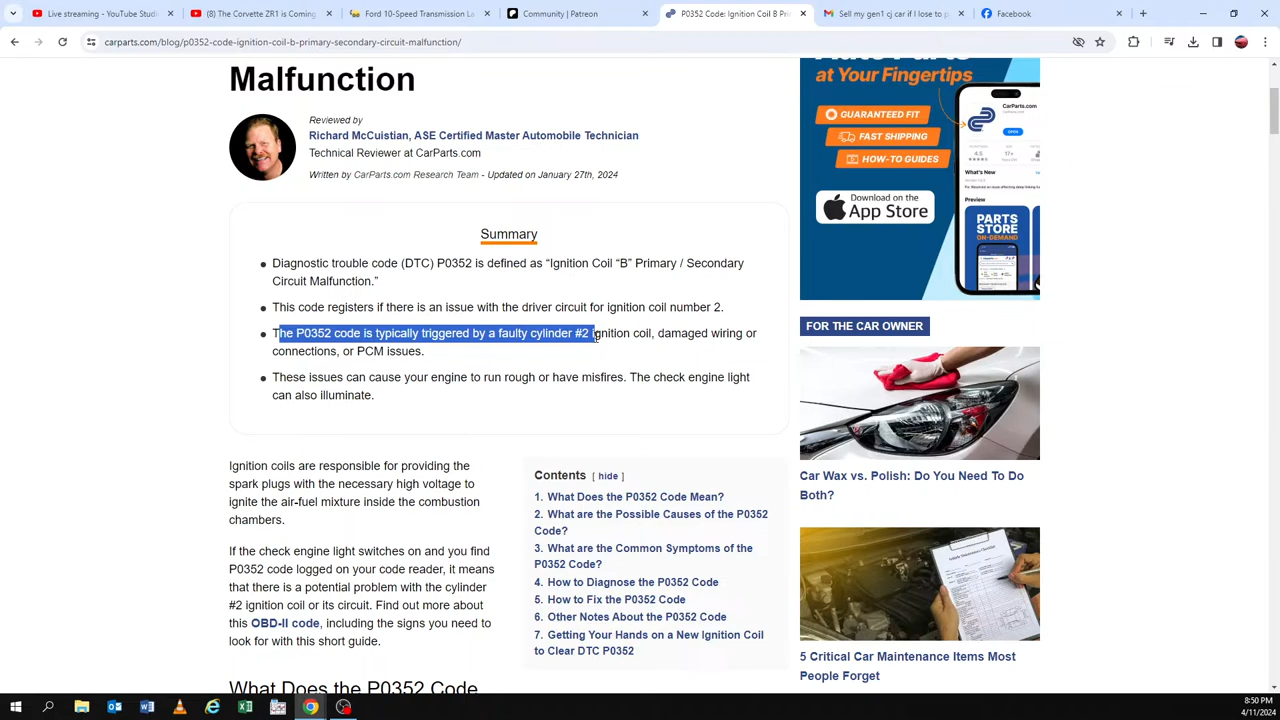 Live streaming - YouTube Studi
(8) The Corvette ZR1 - YouTube
Ford 10-Speed Transmission La
Community | Patreon
P0352 Code: Ignition Coil B Pri
Sell my gen1 cj car if i lose to p
Facebook
carparts.com/blog/p0352-code-ignition-coil-b-primary-secondary-circuit-malfunction/
Malfunction
Reviewed by
Richard McCuistian, ASE Certified Master Automobile Technician
Technical Reviewer at CarParts.com
by CarParts.com Research Team - Updated on April 10th, 2024
Summary
Diagnostic trouble code (DTC) P0352 is defined as Ignition Coil “B” Primary / Secondary
Circuit Malfunction.
This code registers if there is an issue with the driver circuit for ignition coil number 2.
The P0352 code is typically triggered by a faulty cylinder #2 ignition coil, damaged wiring or
connections, or PCM issues.
These issues can cause your engine to run rough or have misfires. The check engine light
can also illuminate.
Ignition coils are responsible for providing the
spark plugs with the necessary high voltage to
ignite the air-fuel mixture inside the combustion
chambers.
If the check engine light switches on and you find
P0352 code logged on your code reader, it means
that there is a potential problem with the cylinder
#2 ignition coil or its circuit. Find out more about
this OBD-II code, including the signs you need to
look for with this short guide.
What Does the P0352 Code
Contents [ hide ]
1. What Does the P0352 Code Mean?
2. What are the Possible Causes of the P0352
Code?
3. What are the Common Symptoms of the
P0352 Code?
4. How to Diagnose the P0352 Code
5. How to Fix the P0352 Code
6. Other Notes About the P0352 Code
7. Getting Your Hands on a New Ignition Coil
to Clear DTC P0352
at Your Fingertips
GUARANTEED FIT
FAST SHIPPING
HOW-TO GUIDES
Download on the
App Store
CarParts.com
OPEN
4.5
17+
What's New
Preview
PARTS
STORE
ON-DEMAND
FOR THE CAR OWNER
Car Wax vs. Polish: Do You Need To Do
Both?
5 Critical Car Maintenance Items Most
People Forget
8:50 PM
4/11/2024